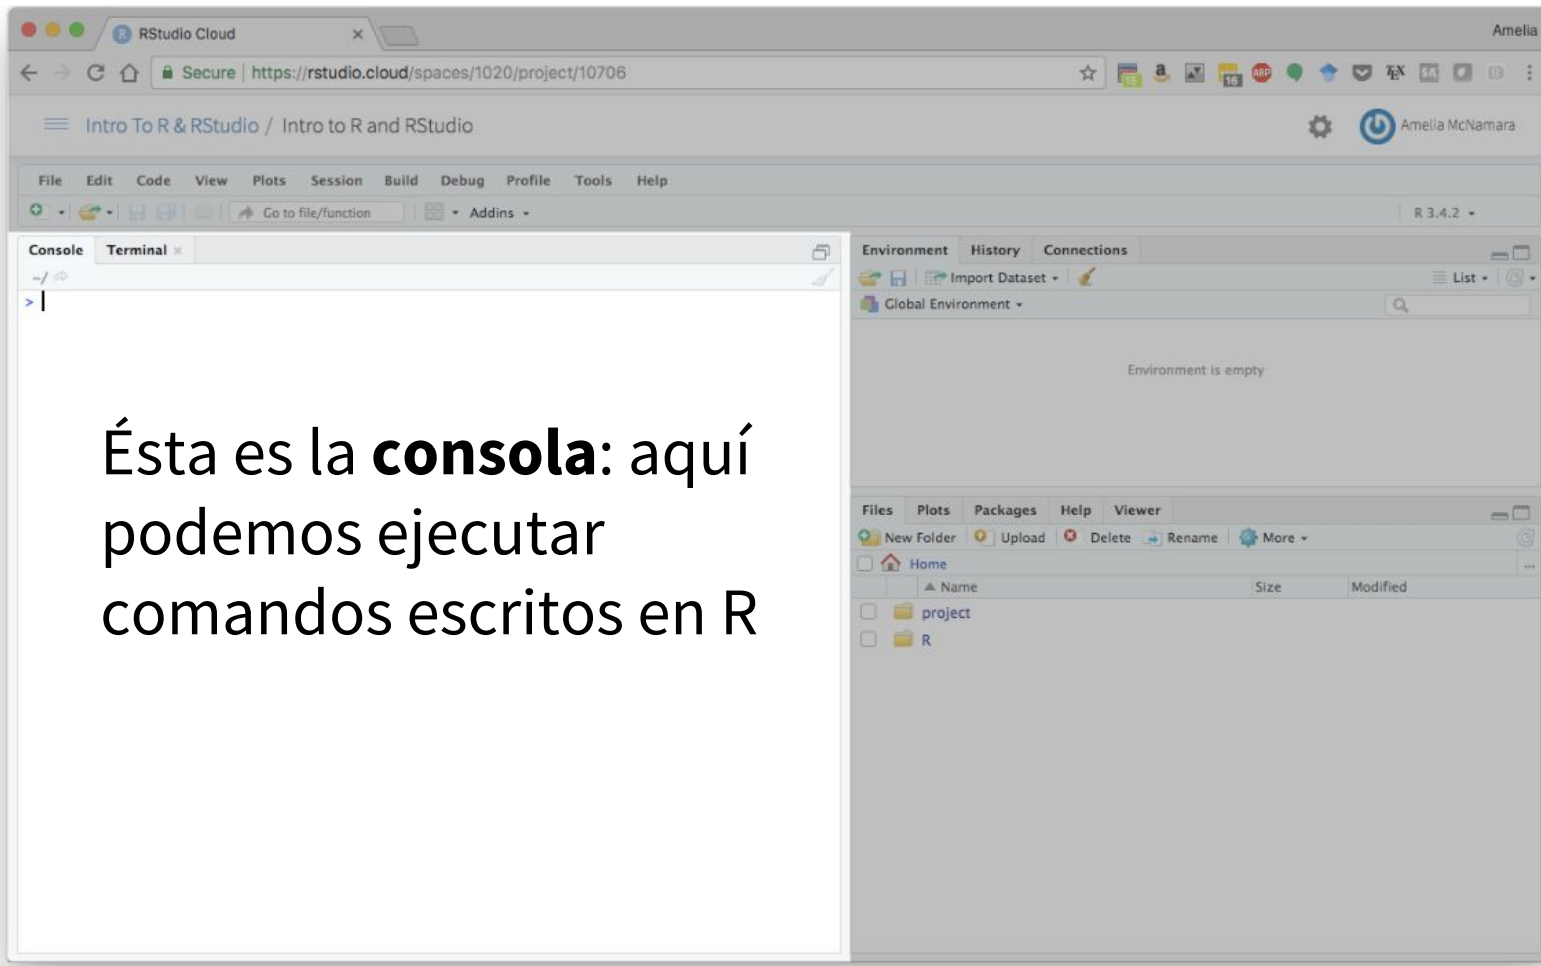 RStudio Cloud
Amelia
Secure | https://rstudio.cloud/spaces/1020/project/10706
Intro To R & RStudio / Intro to R and RStudio
Amelia McNamara
File Edit Code View Plots Session Build Debug Profile Tools Help
Go to file/function Addins R 3.4.2
Console Terminal
~/
>
Ésta es la consola: aquí
podemos ejecutar
comandos escritos en R
Environment History Connections
Import Dataset List
Global Environment
Environment is empty
Files Plots Packages Help Viewer
New Folder Upload Delete Rename More
Home ...
Name Size Modified
project
R